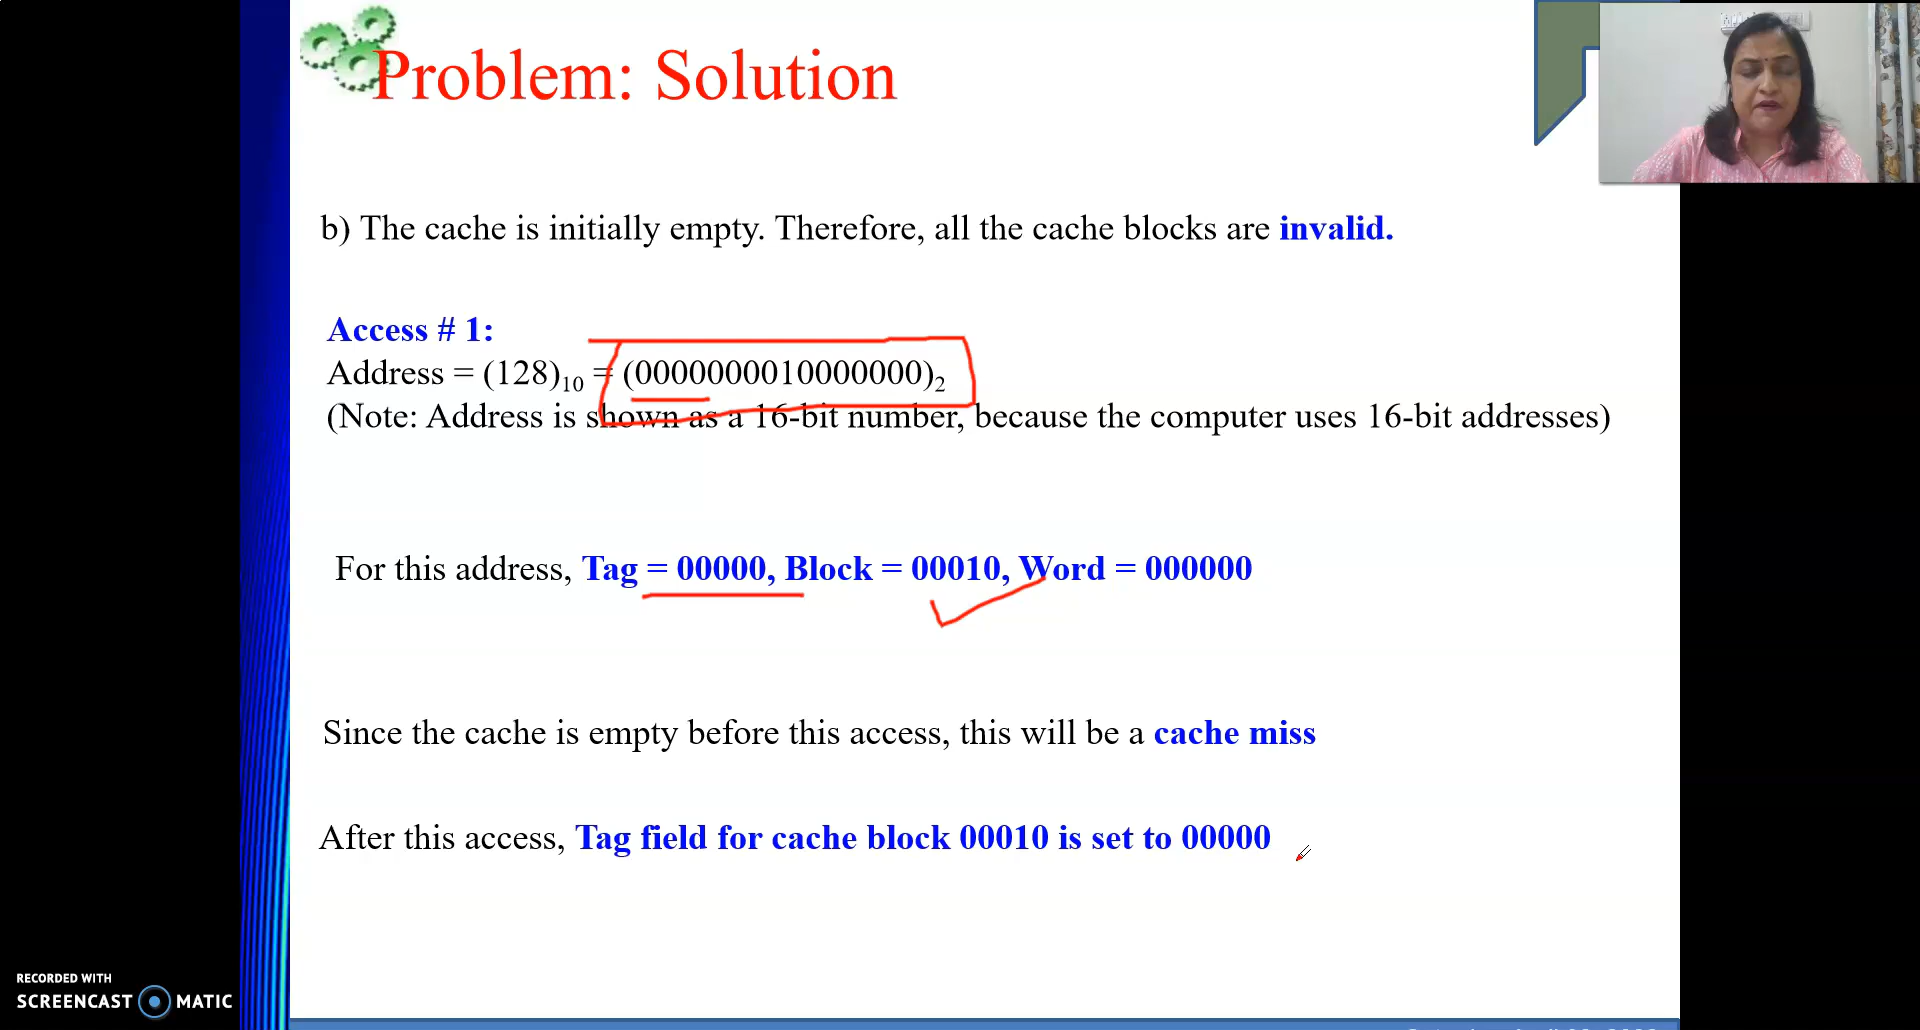 Problem: Solution
b) The cache is initially empty. Therefore, all the cache blocks are invalid.
Access # 1:
Address = (128)10 = (0000000010000000)2
(Note: Address is shown as a 16-bit number, because the computer uses 16-bit addresses)
For this address, Tag = 00000, Block = 00010, Word = 000000
Since the cache is empty before this access, this will be a cache miss
After this access, Tag field for cache block 00010 is set to 00000
RECORDED WITH
SCREENCAST MATIC